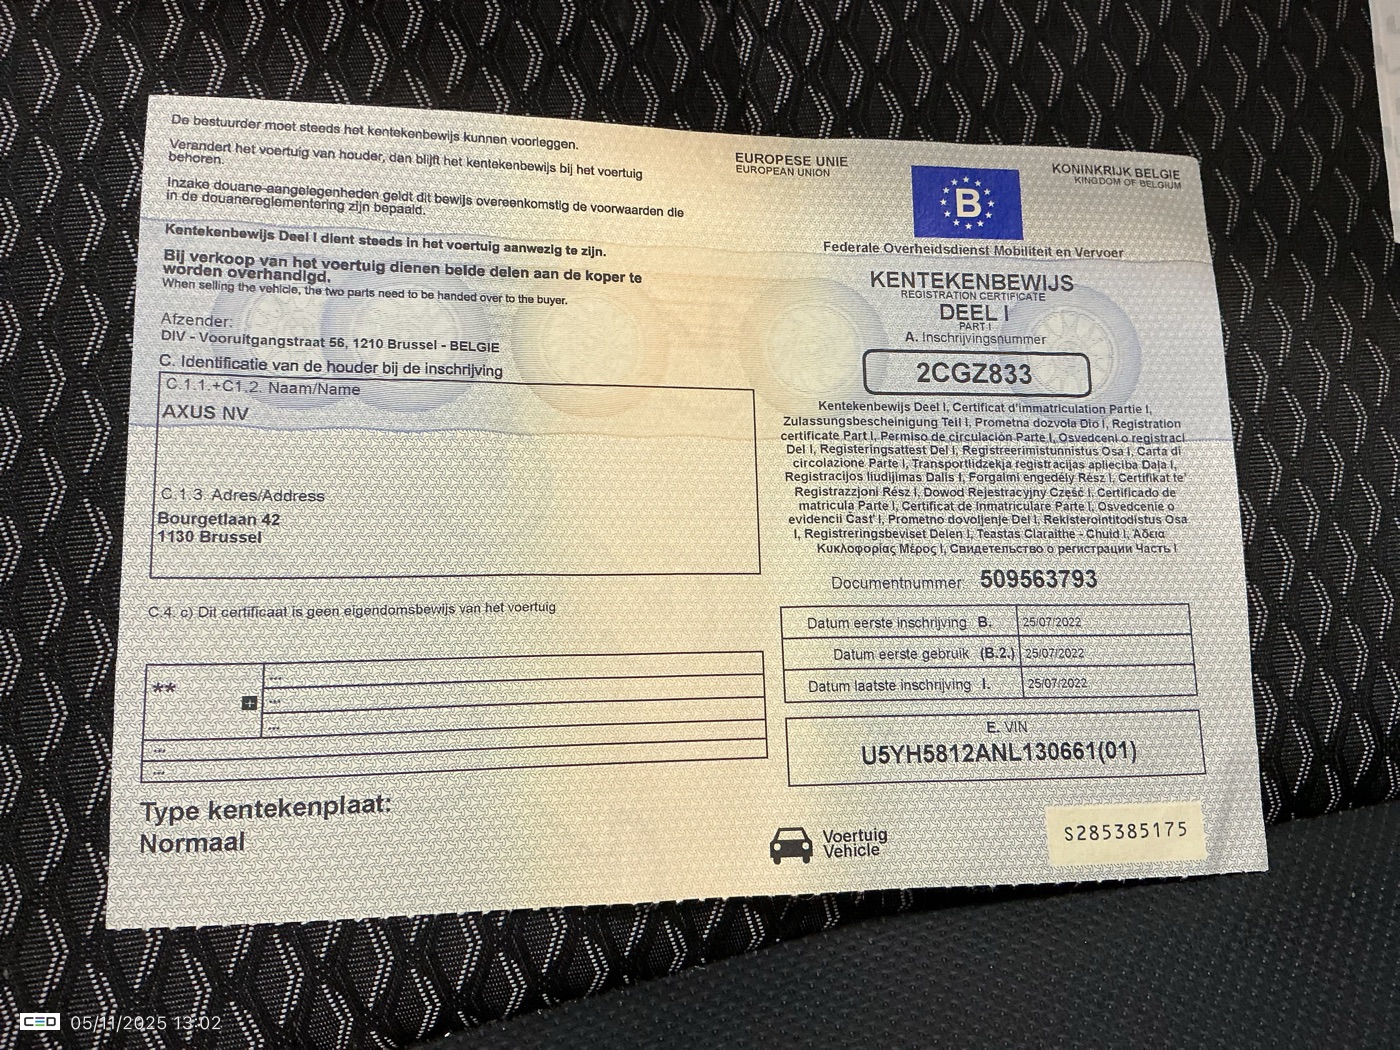 De bestuurder moet steeds het kentekenbewijs kunnen voorleggen.
Verandert het voertuig van houder, dan blijft het kentekenbewijs bij het voertuig
behoren.
Inzake douane-aangelegenheden geldt dit bewijs overeenkomstig de voorwaarden die
in de douanereglementering zijn bepaald.
Kentekenbewijs Deel I dient steeds in het voertuig aanwezig te zijn.
Bij verkoop van het voertuig dienen beide delen aan de koper te
worden overhandigd.
When selling the vehicle, the two parts need to be handed over to the buyer.
Afzender:
DIV - Vooruitgangstraat 56, 1210 Brussel - BELGIE
C. Identificatie van de houder bij de inschrijving
C.1.1.+C1.2. Naam/Name
AXUS NV
C.1.3 Adres/Address
Bourgetlaan 42
1130 Brussel
C.4. c) Dit certificaat is geen eigendomsbewijs van het voertuig
**
...
...
...
...
...
Type kentekenplaat:
Normaal
EUROPESE UNIE
EUROPEAN UNION
B
KONINKRIJK BELGIE
KINGDOM OF BELGIUM
Federale Overheidsdienst Mobiliteit en Vervoer
KENTEKENBEWIJS
REGISTRATION CERTIFICATE
DEEL I
PART I
A. Inschrijvingsnummer
2CGZ833
Kentekenbewijs Deel I, Certificat d'immatriculation Partie I,
Zulassungsbescheinigung Teil I, Prometna dozvola Dio I, Registration
certificate Part I, Permiso de circulación Parte I, Osvedceni o registraci
Del I, Registeringsattest Del I, Registreerimistunnistus Osa I, Carta di
circolazione Parte I, Transportlidzekja registracijas aplieciba Daļa I,
Registracijos liudijimas Dalis I, Forgalmi engedély Rész I, Certifikat te'
Registrazzjoni Rész I, Dowod Rejestracyjny Część I, Certificado de
matricula Parte I, Certificat de Inmatriculare Parte I, Osvedcenie o
evidencii Čast' I, Prometno dovoljenje Del I, Rekisterointitodistus Osa
I, Registreringsbeviset Delen I, Teastas Claraithe - Chuid I, Άδεια
Κυκλοφορίας Μέρος I, Свидетельство о регистрации Часть I
Documentnummer 509563793
Datum eerste inschrijving B. 25/07/2022
Datum eerste gebruik (B.2.) 25/07/2022
Datum laatste inschrijving I. 25/07/2022
E. VIN
U5YH5812ANL130661(01)
Voertuig
Vehicle
S285385175
CED 05/11/2025 13:02